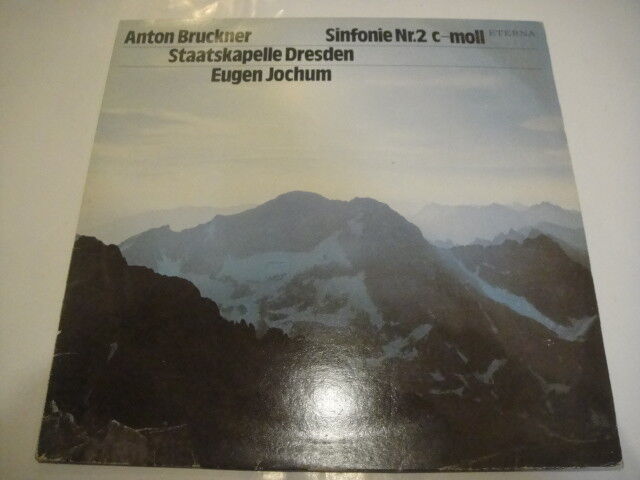 Anton Bruckner Sinfonie Nr.2 c-moll ETERNA
Staatskapelle Dresden
Eugen Jochum